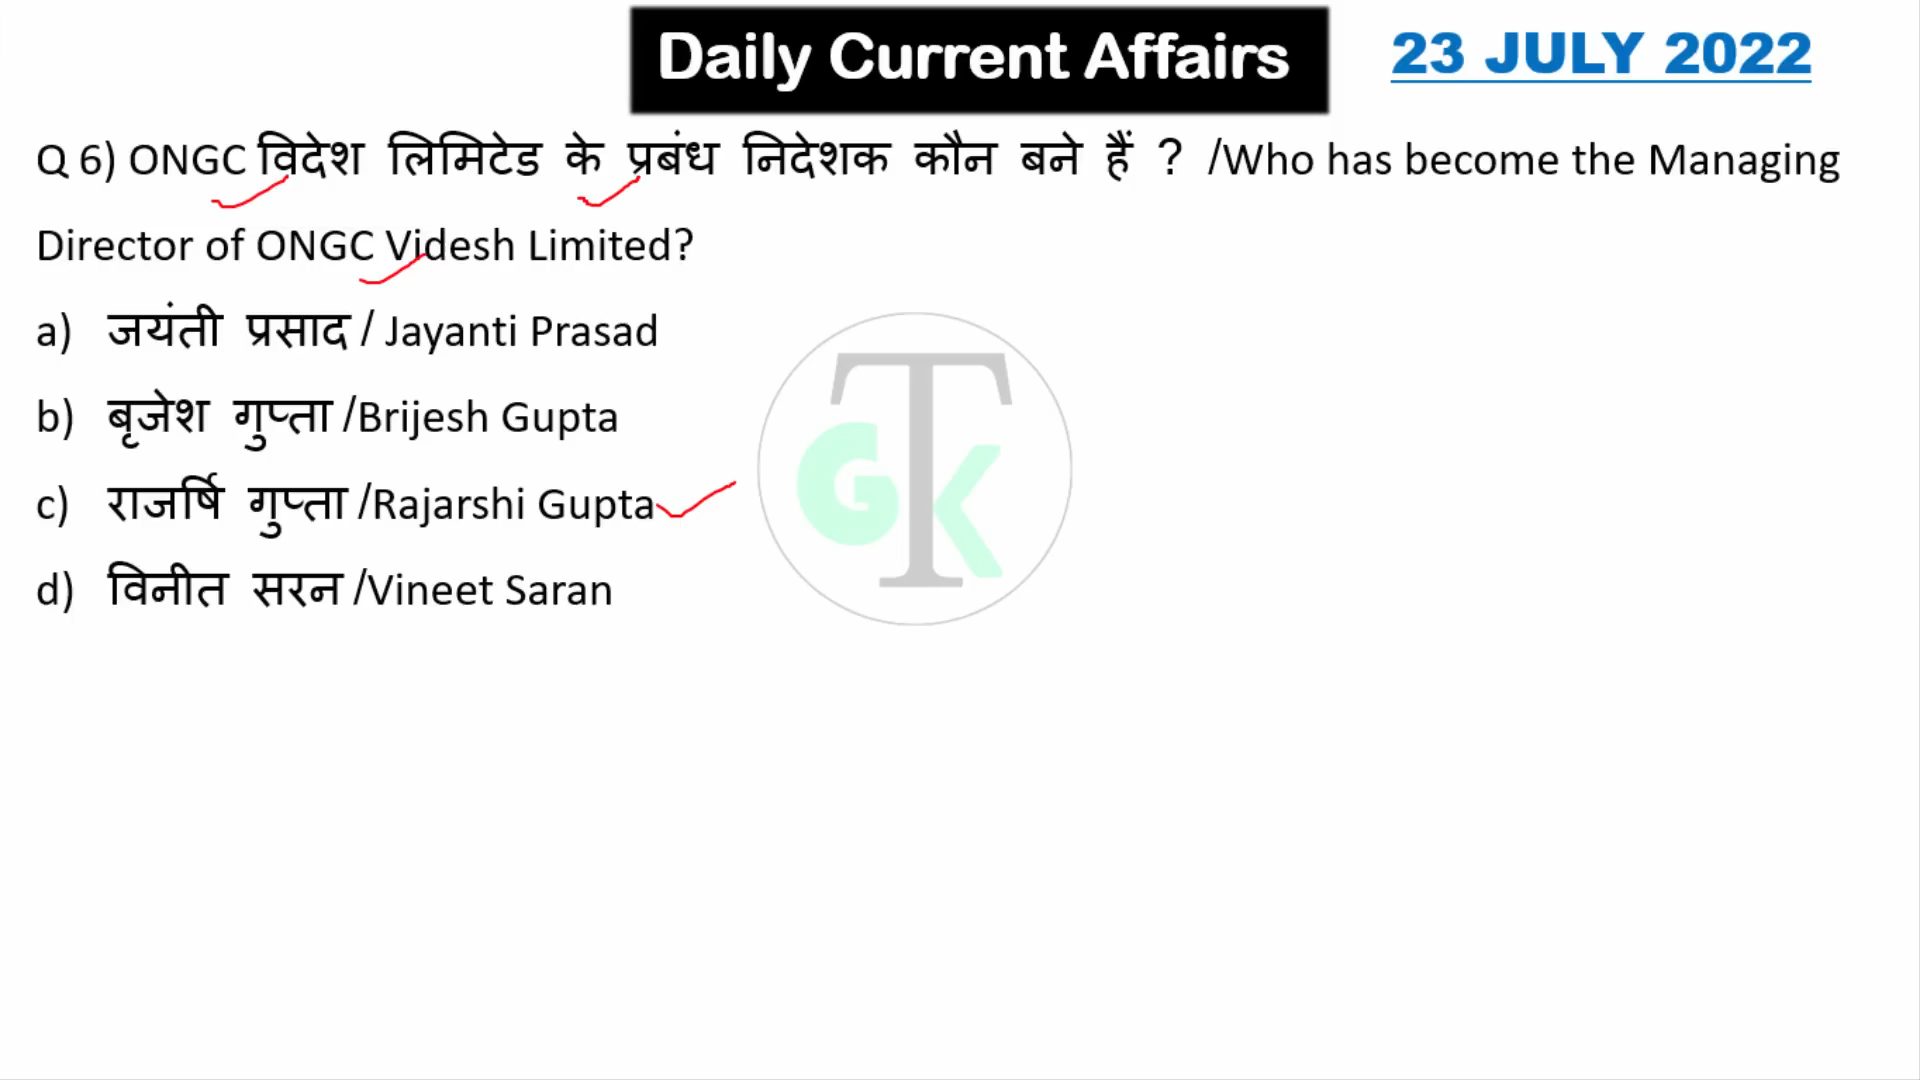 Daily Current Affairs
23 JULY 2022
Q 6) ONGC विदेश लिमिटेड के प्रबंध निदेशक कौन बने हैं ? /Who has become the Managing
Director of ONGC Videsh Limited?
a) जयंती प्रसाद / Jayanti Prasad
b) बृजेश गुप्ता /Brijesh Gupta
c) राजर्षि गुप्ता /Rajarshi Gupta
d) विनीत सरन /Vineet Saran
GTK